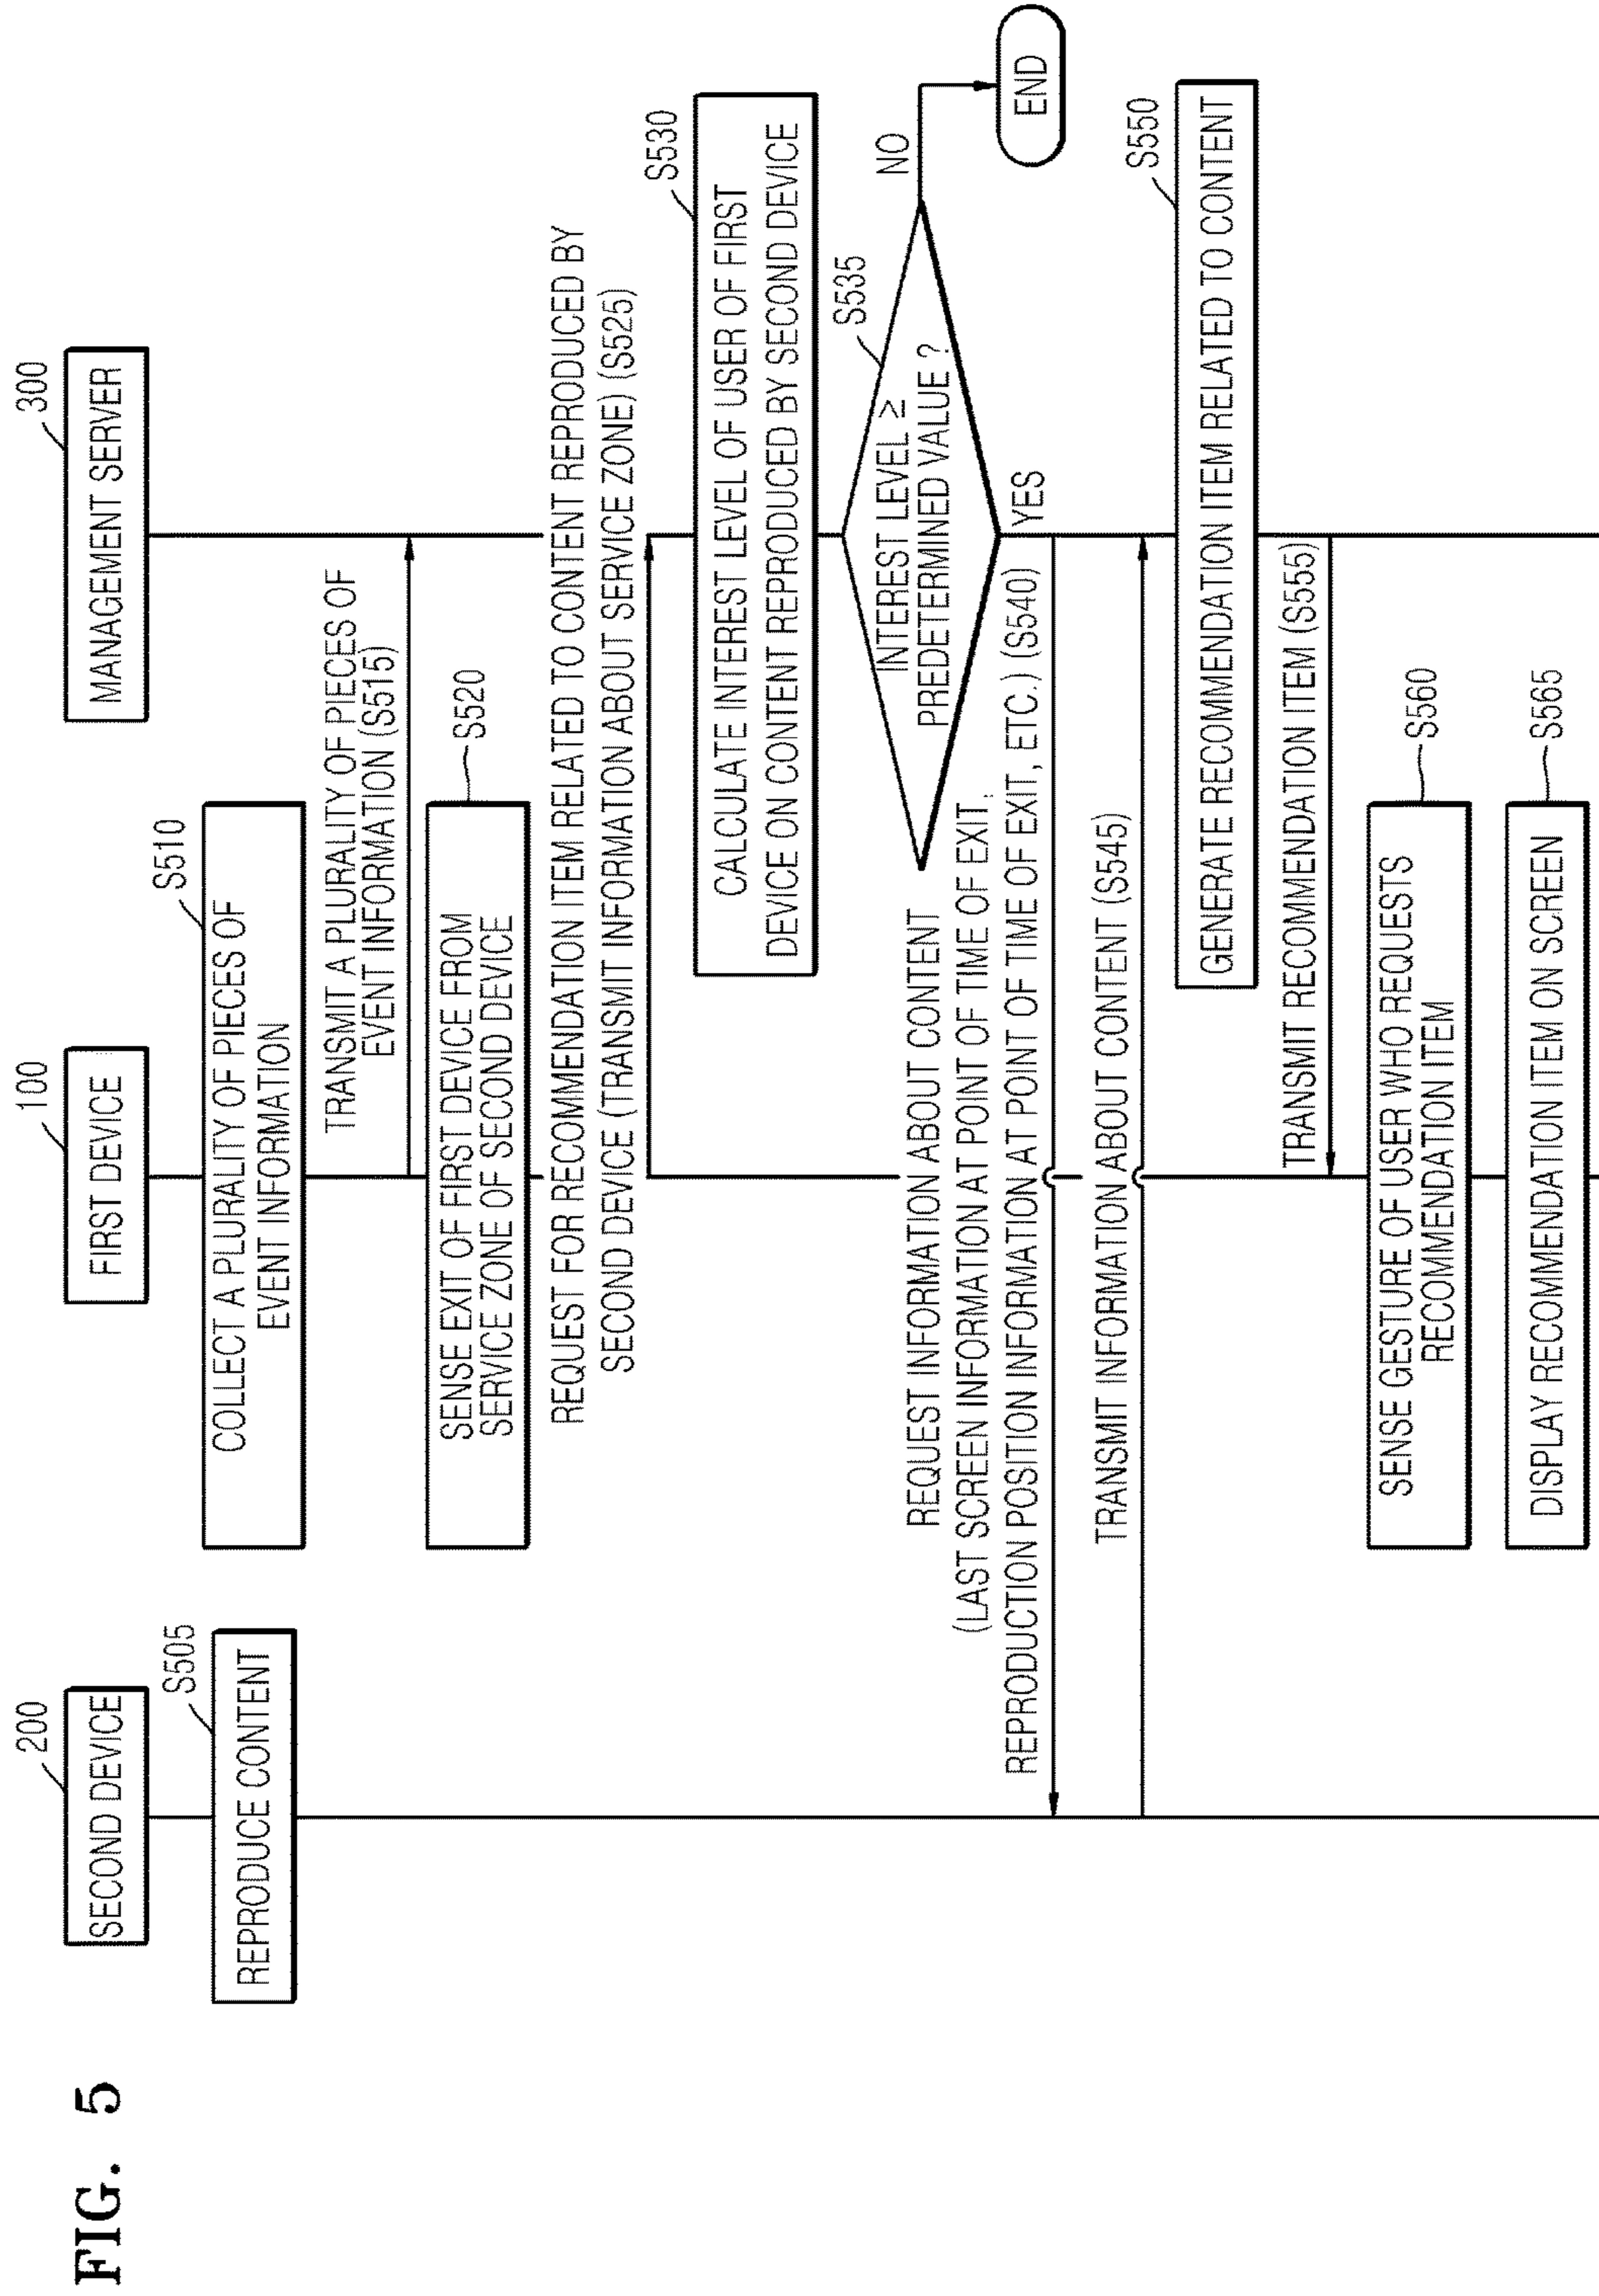 FIG. 5
200
SECOND DEVICE
100
FIRST DEVICE
300
MANAGEMENT SERVER
S505
REPRODUCE CONTENT
S510
COLLECT A PLURALITY OF PIECES OF
EVENT INFORMATION
TRANSMIT A PLURALITY OF PIECES OF
EVENT INFORMATION (S515)
SENSE EXIT OF FIRST DEVICE FROM
SERVICE ZONE OF SECOND DEVICE
S520
REQUEST FOR RECOMMENDATION ITEM RELATED TO CONTENT REPRODUCED BY
SECOND DEVICE (TRANSMIT INFORMATION ABOUT SERVICE ZONE) (S525)
S530
CALCULATE INTEREST LEVEL OF USER OF FIRST
DEVICE ON CONTENT REPRODUCED BY SECOND DEVICE
S535
INTEREST LEVEL ≥
PREDETERMINED VALUE ?
NO
END
YES
REQUEST INFORMATION ABOUT CONTENT
(LAST SCREEN INFORMATION AT POINT OF TIME OF EXIT,
REPRODUCTION POSITION INFORMATION AT POINT OF TIME OF EXIT, ETC.) (S540)
TRANSMIT INFORMATION ABOUT CONTENT (S545)
S550
GENERATE RECOMMENDATION ITEM RELATED TO CONTENT
TRANSMIT RECOMMENDATION ITEM (S555)
SENSE GESTURE OF USER WHO REQUESTS
RECOMMENDATION ITEM
S560
DISPLAY RECOMMENDATION ITEM ON SCREEN
S565